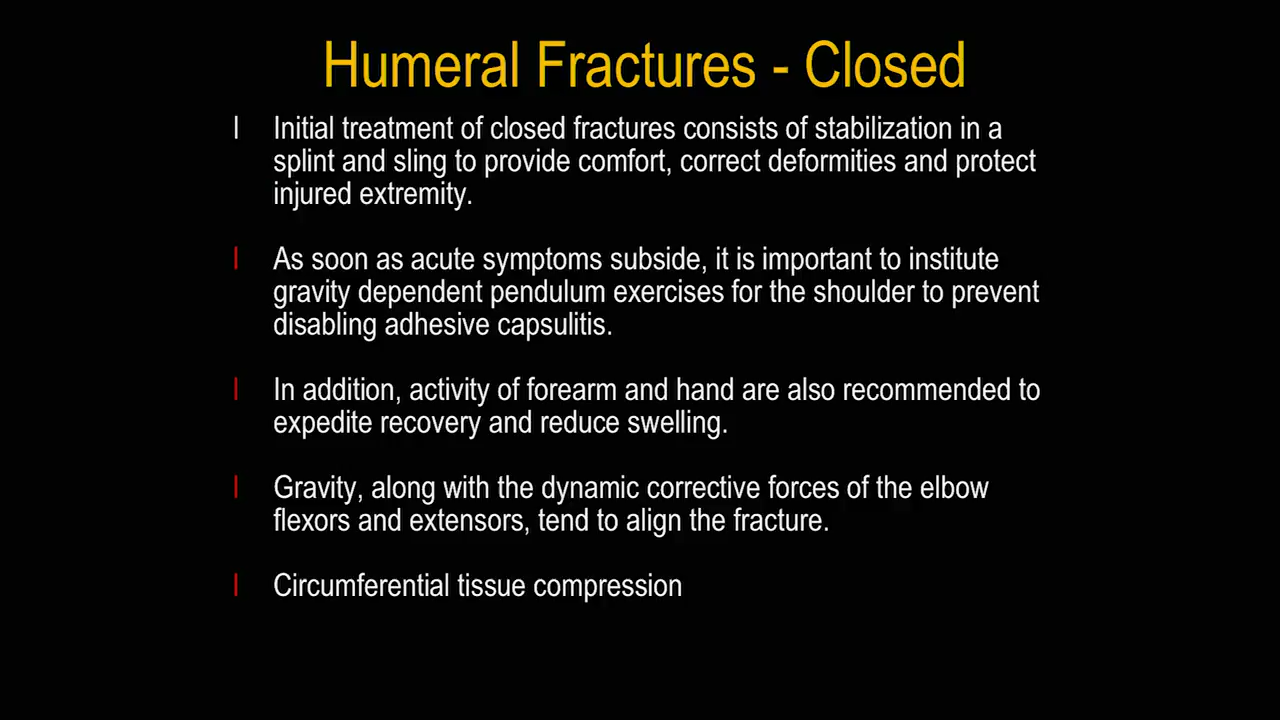 Humeral Fractures - Closed
l Initial treatment of closed fractures consists of stabilization in a
splint and sling to provide comfort, correct deformities and protect
injured extremity.
l As soon as acute symptoms subside, it is important to institute
gravity dependent pendulum exercises for the shoulder to prevent
disabling adhesive capsulitis.
l In addition, activity of forearm and hand are also recommended to
expedite recovery and reduce swelling.
l Gravity, along with the dynamic corrective forces of the elbow
flexors and extensors, tend to align the fracture.
l Circumferential tissue compression